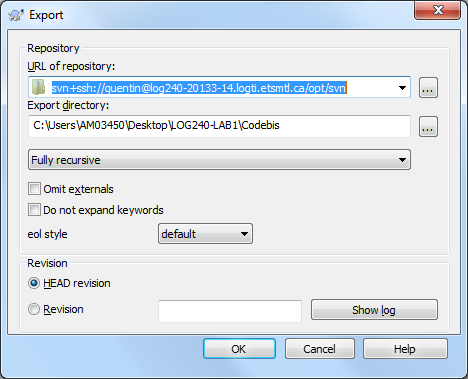 Export
Repository
URL of repository:
svn+ssh://quentin@log240-20133-14.logti.etsmtl.ca/opt/svn
...
Export directory:
C:\Users\AM03450\Desktop\LOG240-LAB1\Codebis
...
Fully recursive
Omit externals
Do not expand keywords
eol style
default
Revision
HEAD revision
Revision
Show log
OK
Cancel
Help